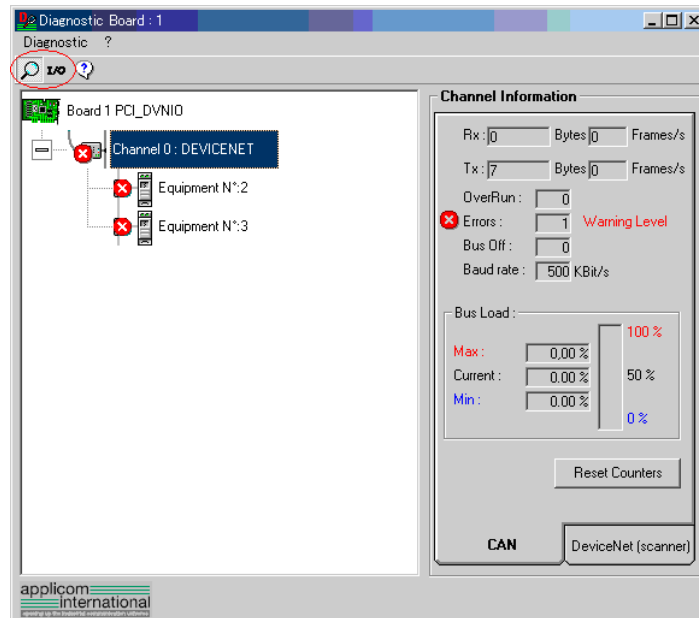 Diagnostic Board : 1
Diagnostic ?
I/O
Board 1 PCI_DVNIO
Channel 0 : DEVICENET
Equipment N°:2
Equipment N°:3
Channel Information
Rx : 0 Bytes 0 Frames/s
Tx : 7 Bytes 0 Frames/s
OverRun : 0
Errors : 1 Warning Level
Bus Off : 0
Baud rate : 500 KBit/s
Bus Load :
100 %
Max : 0,00 %
Current : 0.00 % 50 %
Min : 0.00 %
0 %
Reset Counters
CAN DeviceNet (scanner)
applicom
international